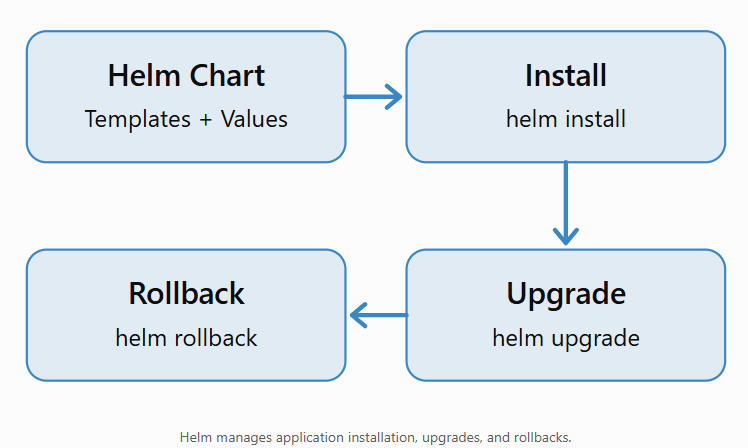 Helm Chart
Templates + Values
Install
helm install
Rollback
helm rollback
Upgrade
helm upgrade
Helm manages application installation, upgrades, and rollbacks.